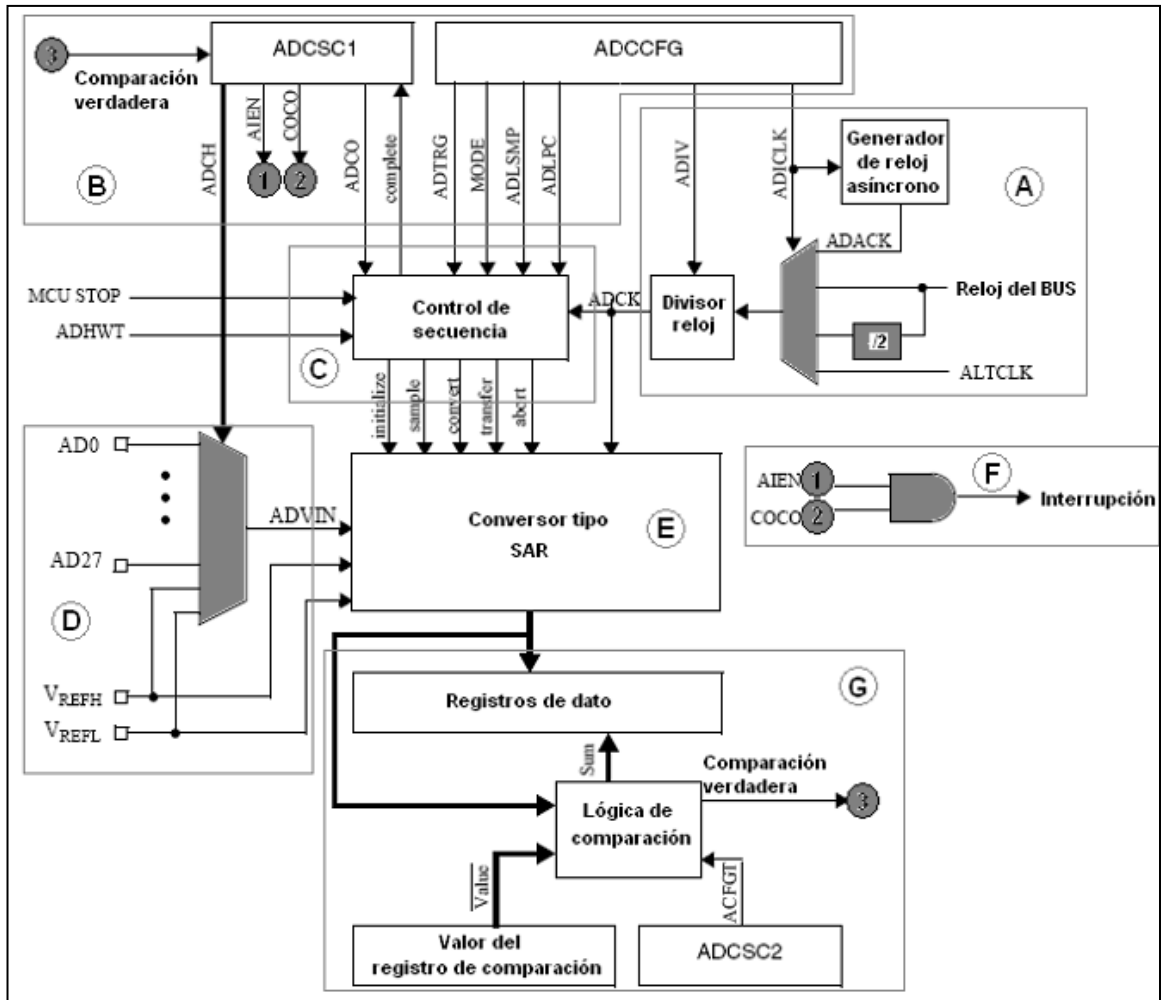 ADCSC1
ADCCFG
3
Comparación
verdadera
ADCH
AIEN
COCO
ADCO
complete
ADTRG
MODE
ADLSMP
ADLPC
ADIV
ADICLK
1
2
B
Generador
de reloj
asíncrono
A
ADACK
MCU STOP
ADHWT
Control de
secuencia
C
ADCK
Divisor
reloj
Reloj del BUS
/2
ALTCLK
initialize
sample
convert
transfer
abort
AD0
AD27
ADVIN
Conversor tipo
SAR
E
AIEN
1
COCO
2
F
Interrupción
D
VREFH
VREFL
G
Registros de dato
Sum
Comparación
verdadera
3
Lógica de
comparación
Value
ACFGT
Valor del
registro de comparación
ADCSC2